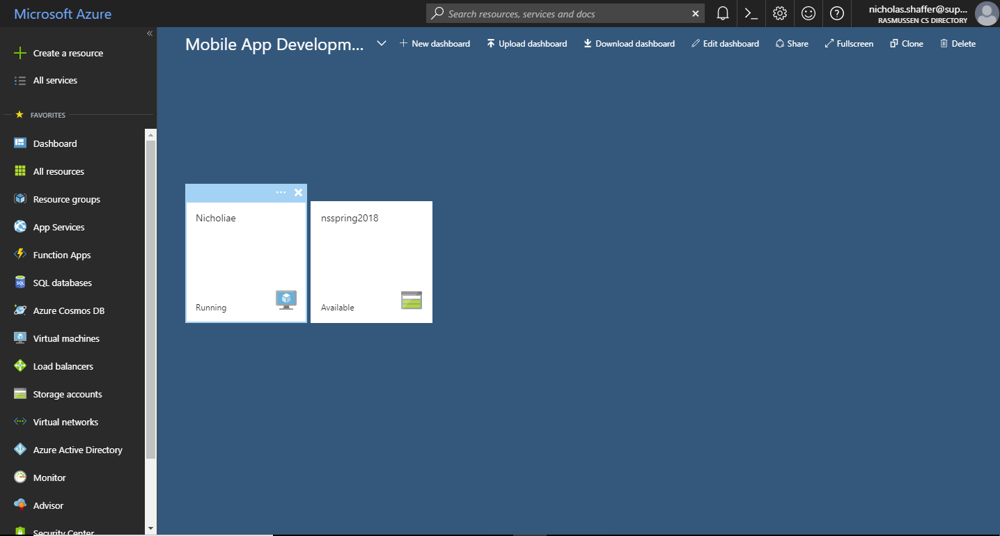 Microsoft Azure
Search resources, services and docs
nicholas.shaffer@sup...
RASMUSSEN CS DIRECTORY
Create a resource
All services
FAVORITES
Dashboard
All resources
Resource groups
App Services
Function Apps
SQL databases
Azure Cosmos DB
Virtual machines
Load balancers
Storage accounts
Virtual networks
Azure Active Directory
Monitor
Advisor
Security Center
Mobile App Developm...
New dashboard
Upload dashboard
Download dashboard
Edit dashboard
Share
Fullscreen
Clone
Delete
Nicholiae
Running
nsspring2018
Available